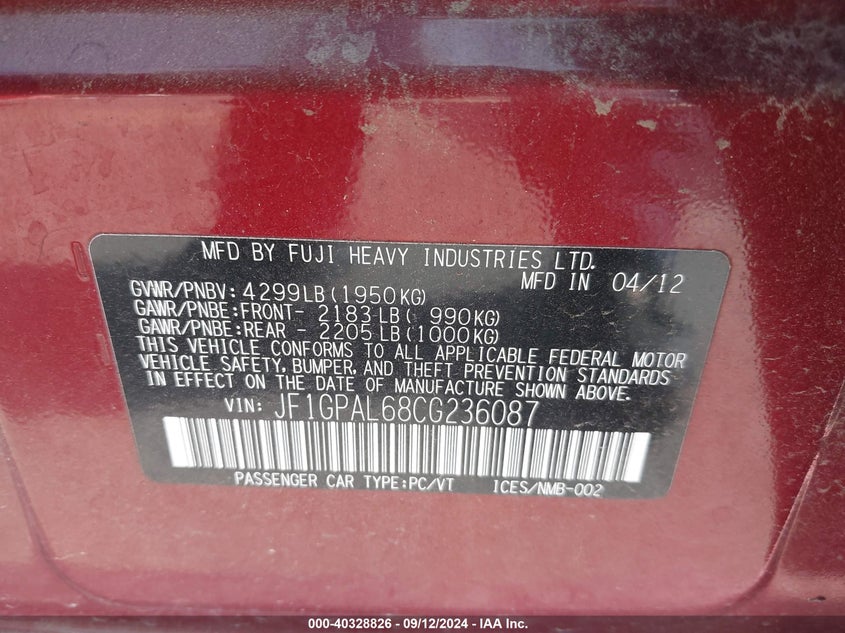 MFD BY FUJI HEAVY INDUSTRIES LTD.
MFD IN 04/12
GVWR/PNBV: 4299LB (1950KG)
GAWR/PNBE:FRONT- 2183LB( 990KG)
GAWR/PNBE:REAR - 2205LB(1000KG)
THIS VEHICLE CONFORMS TO ALL APPLICABLE FEDERAL MOTOR
VEHICLE SAFETY, BUMPER, AND THEFT PREVENTION STANDARDS
IN EFFECT ON THE DATE OF MANUFACTURE SHOWN ABOVE.
VIN: JF1GPAL68CG236087
PASSENGER CAR TYPE:PC/VT ICES/NMB-002
000-40328826 - 09/12/2024 - IAA Inc.